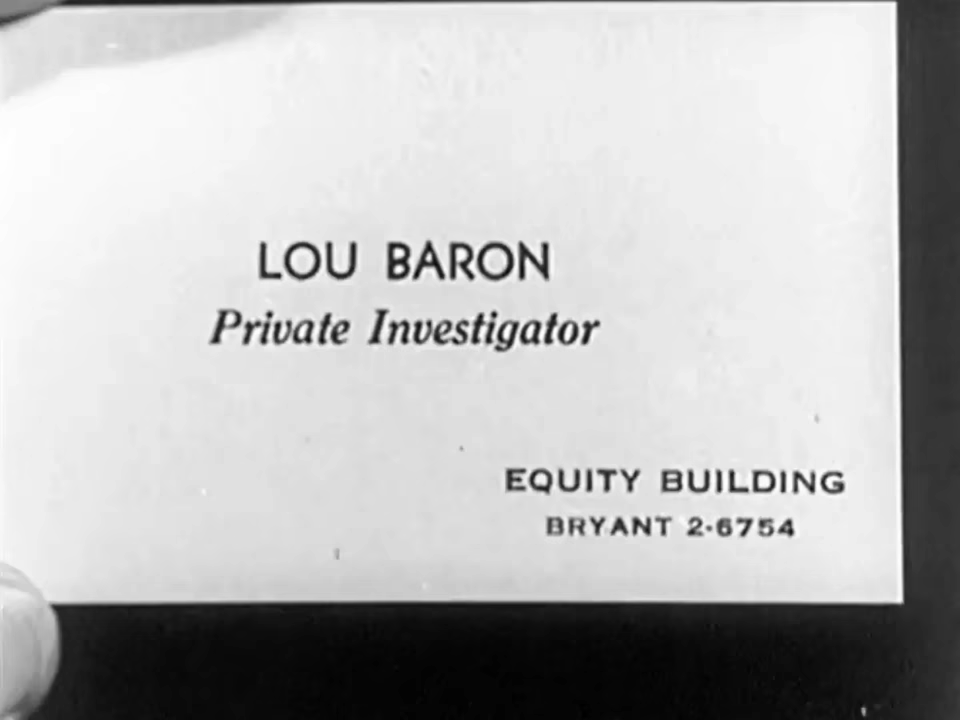 LOU BARON
Private Investigator
EQUITY BUILDING
BRYANT 2-6754